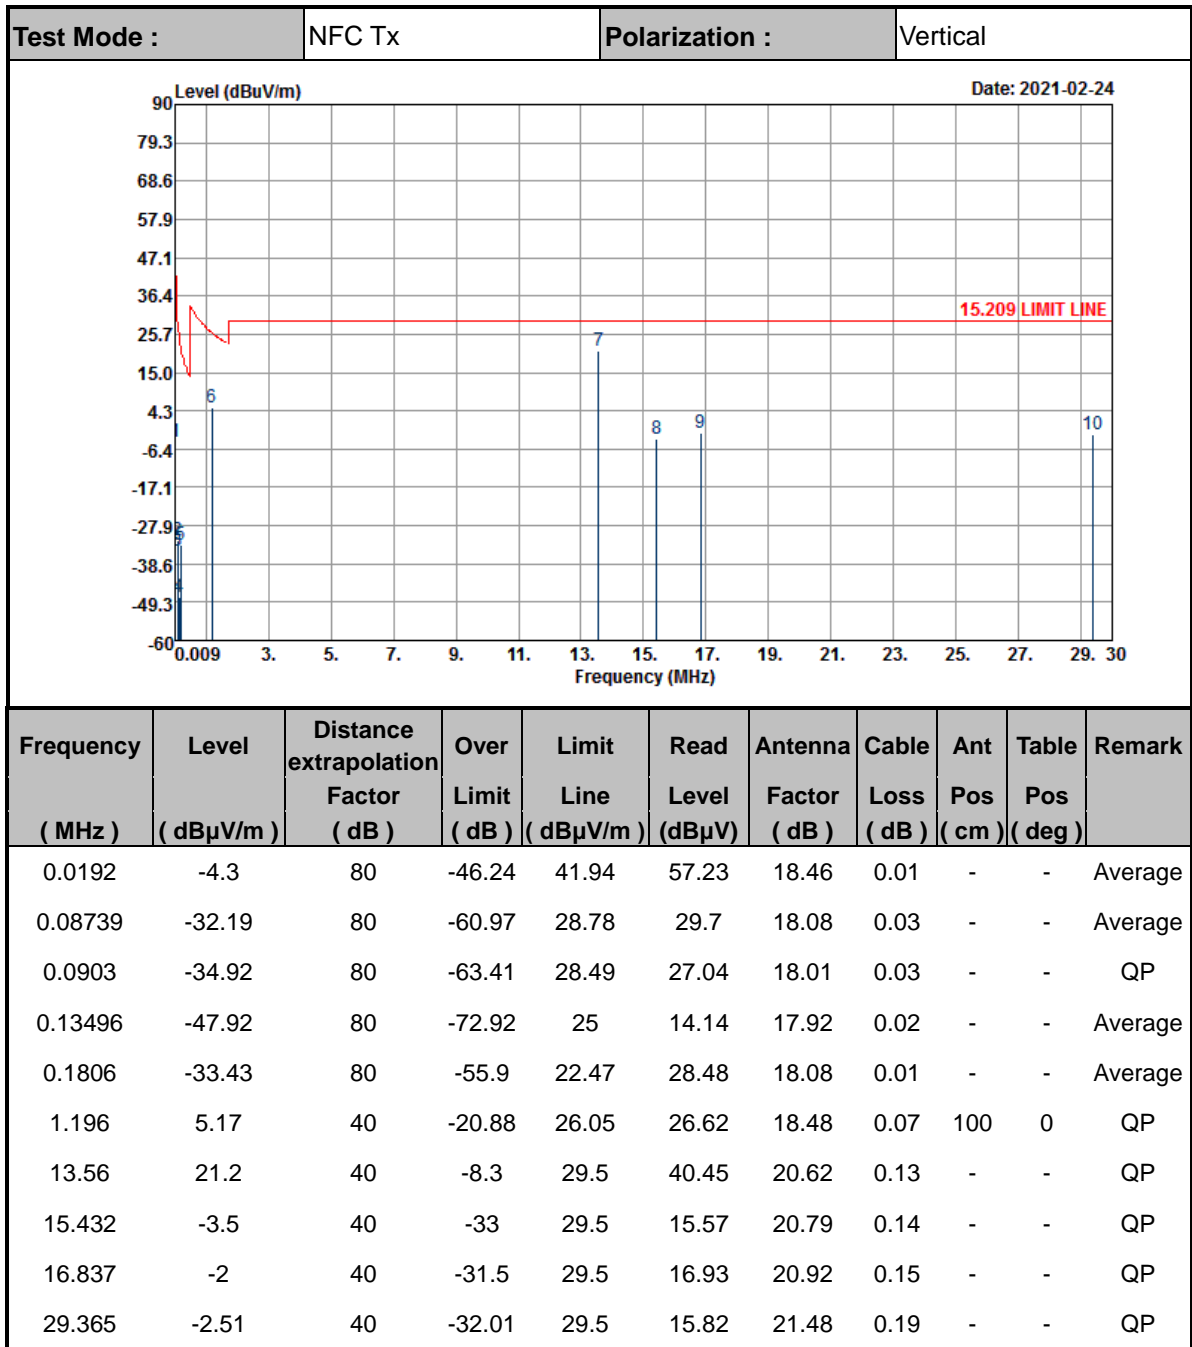 Test Mode : NFC Tx Polarization : Vertical
Level (dBuV/m) Date: 2021-02-24
90
79.3
68.6
57.9
47.1
36.4
15.209 LIMIT LINE
25.7
7
15.0
6
4.3
8 9 10
-6.4
-17.1
-27.9
-38.6
4
-49.3
-60
0.009 3. 5. 7. 9. 11. 13. 15. 17. 19. 21. 23. 25. 27. 29. 30
Frequency (MHz)
Frequency Level Distance extrapolation Over Limit Read Antenna Cable Ant Table Remark
Factor Limit Line Level Factor Loss Pos Pos
( MHz ) ( dBµV/m ) ( dB ) ( dB ) ( dBµV/m ) (dBµV) ( dB ) ( dB ) ( cm ) ( deg )
0.0192 -4.3 80 -46.24 41.94 57.23 18.46 0.01 - - Average
0.08739 -32.19 80 -60.97 28.78 29.7 18.08 0.03 - - Average
0.0903 -34.92 80 -63.41 28.49 27.04 18.01 0.03 - - QP
0.13496 -47.92 80 -72.92 25 14.14 17.92 0.02 - - Average
0.1806 -33.43 80 -55.9 22.47 28.48 18.08 0.01 - - Average
1.196 5.17 40 -20.88 26.05 26.62 18.48 0.07 100 0 QP
13.56 21.2 40 -8.3 29.5 40.45 20.62 0.13 - - QP
15.432 -3.5 40 -33 29.5 15.57 20.79 0.14 - - QP
16.837 -2 40 -31.5 29.5 16.93 20.92 0.15 - - QP
29.365 -2.51 40 -32.01 29.5 15.82 21.48 0.19 - - QP